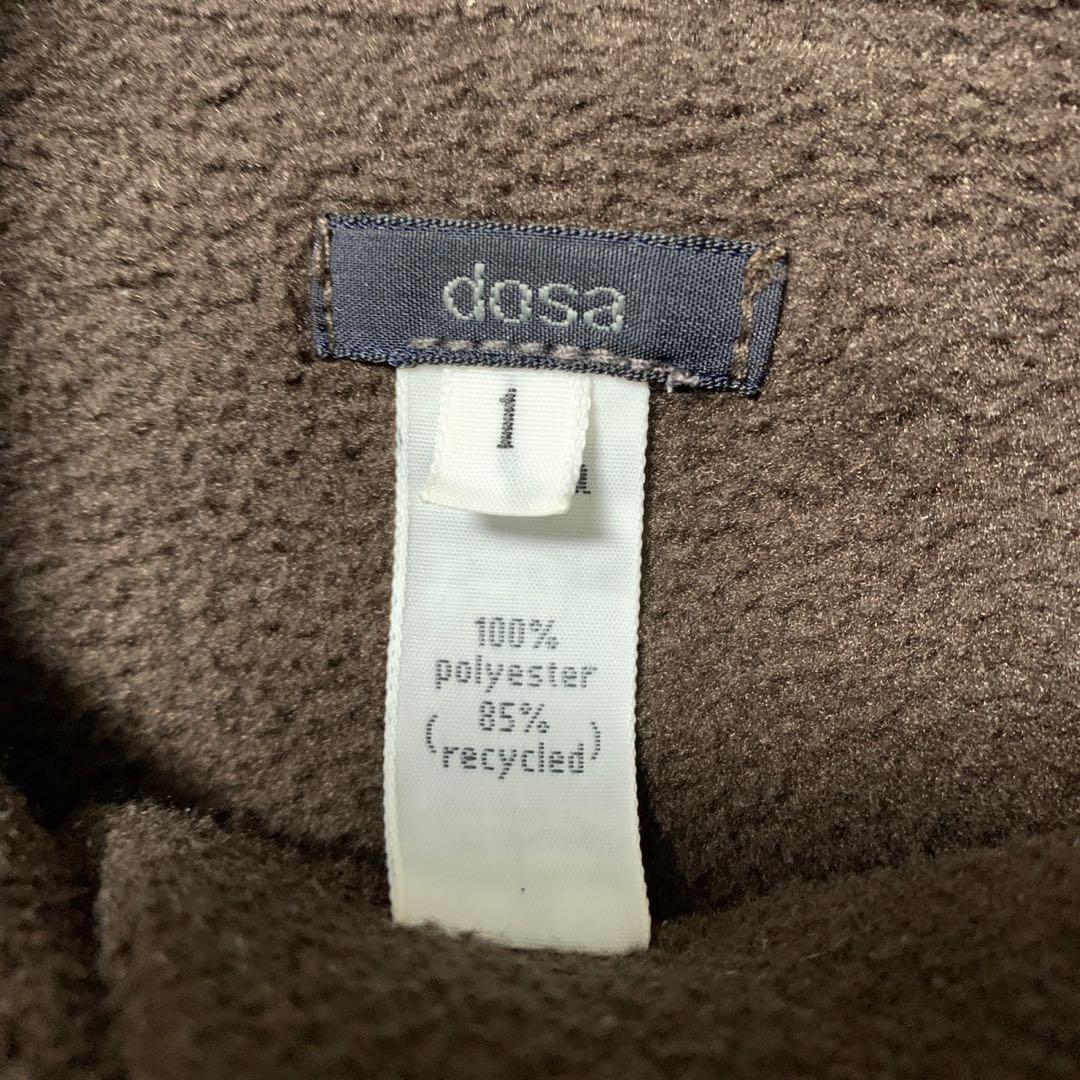 dosa
1
100%
polyester
85%
(recycled)